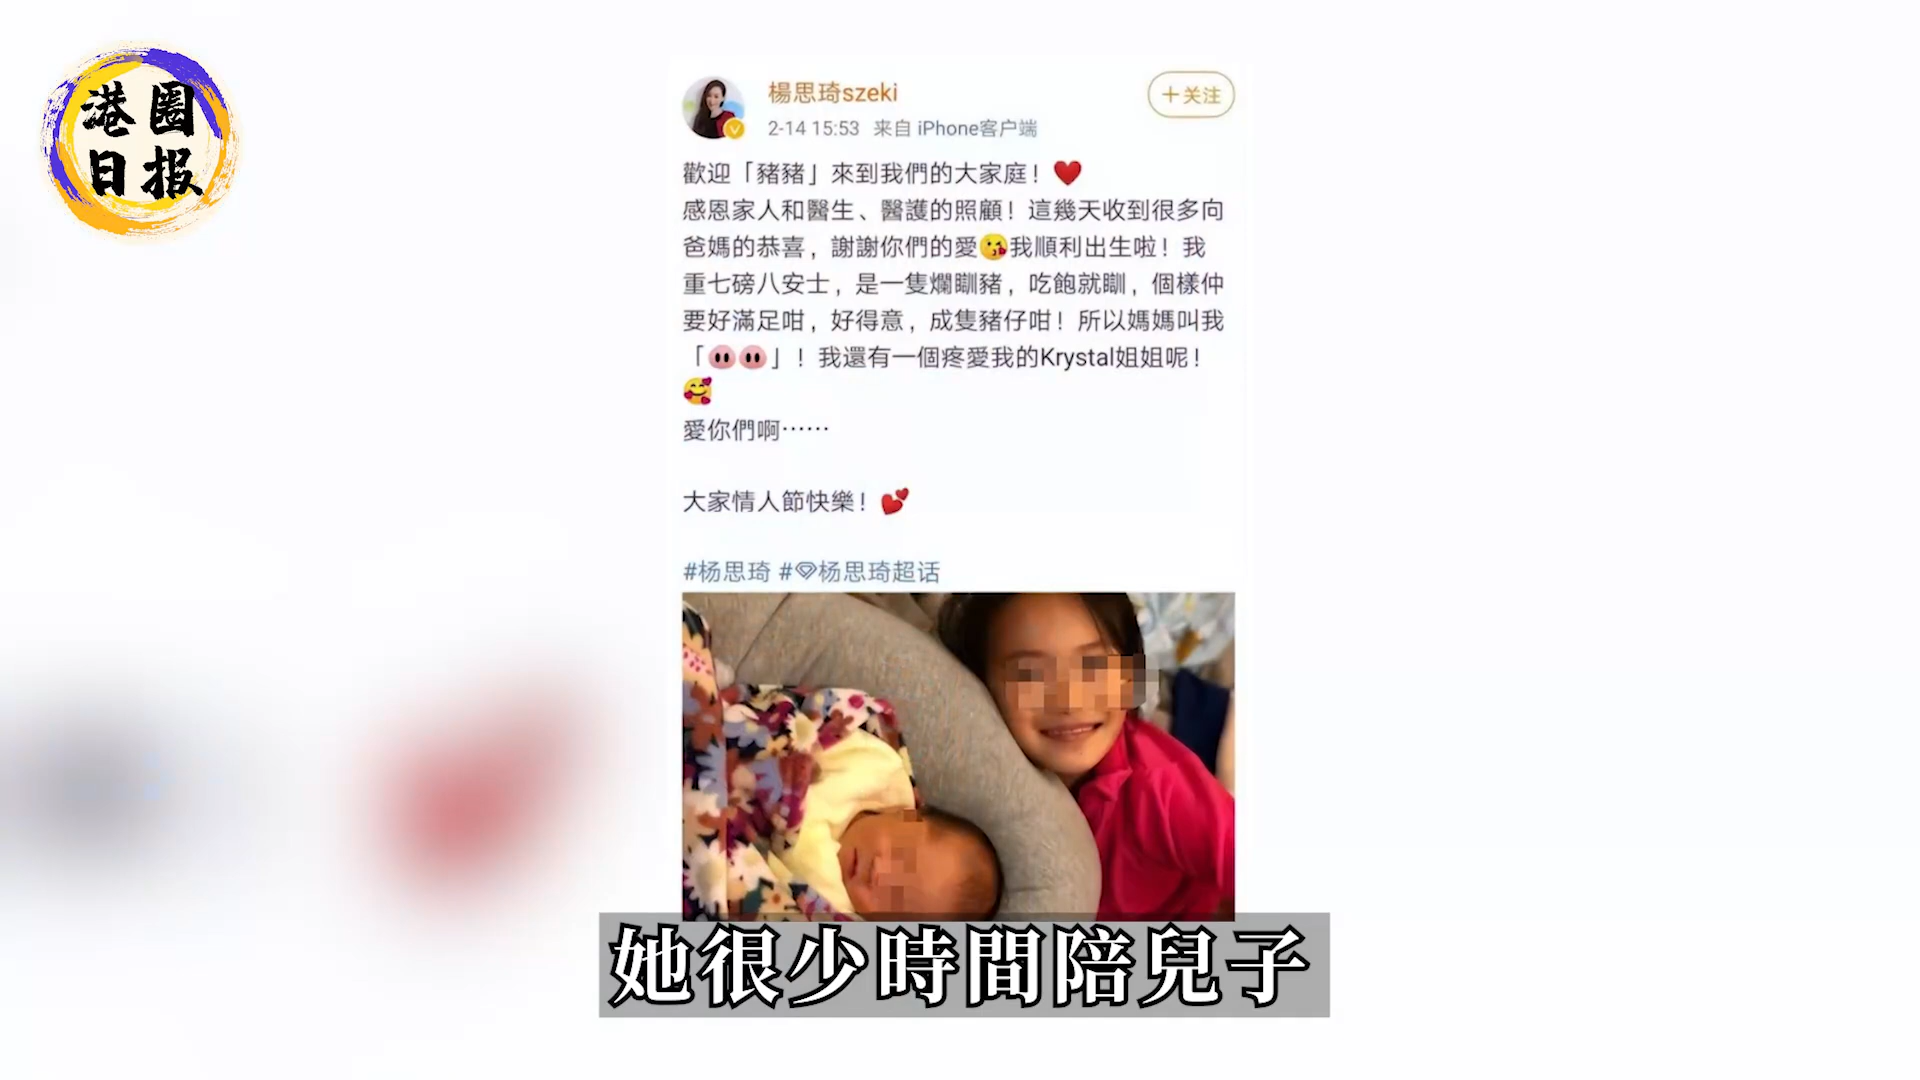 港圈
日报
楊思琦szeki
+关注
2-14 15:53 来自 iPhone客户端
歡迎「豬豬」來到我們的大家庭！❤️
感恩家人和醫生、醫護的照顧！這幾天收到很多向
爸媽的恭喜，謝謝你們的愛😘我順利出生啦！我
重七磅八安士，是一隻爛瞓豬，吃飽就瞓，個樣仲
要好滿足咁，好得意，成隻豬仔咁！所以媽媽叫我
「🐽🐽」！我還有一個疼愛我的Krystal姐姐呢！
🥰
愛你們啊……
大家情人節快樂！💕
#杨思琦 #杨思琦超话
她很少時間陪兒子